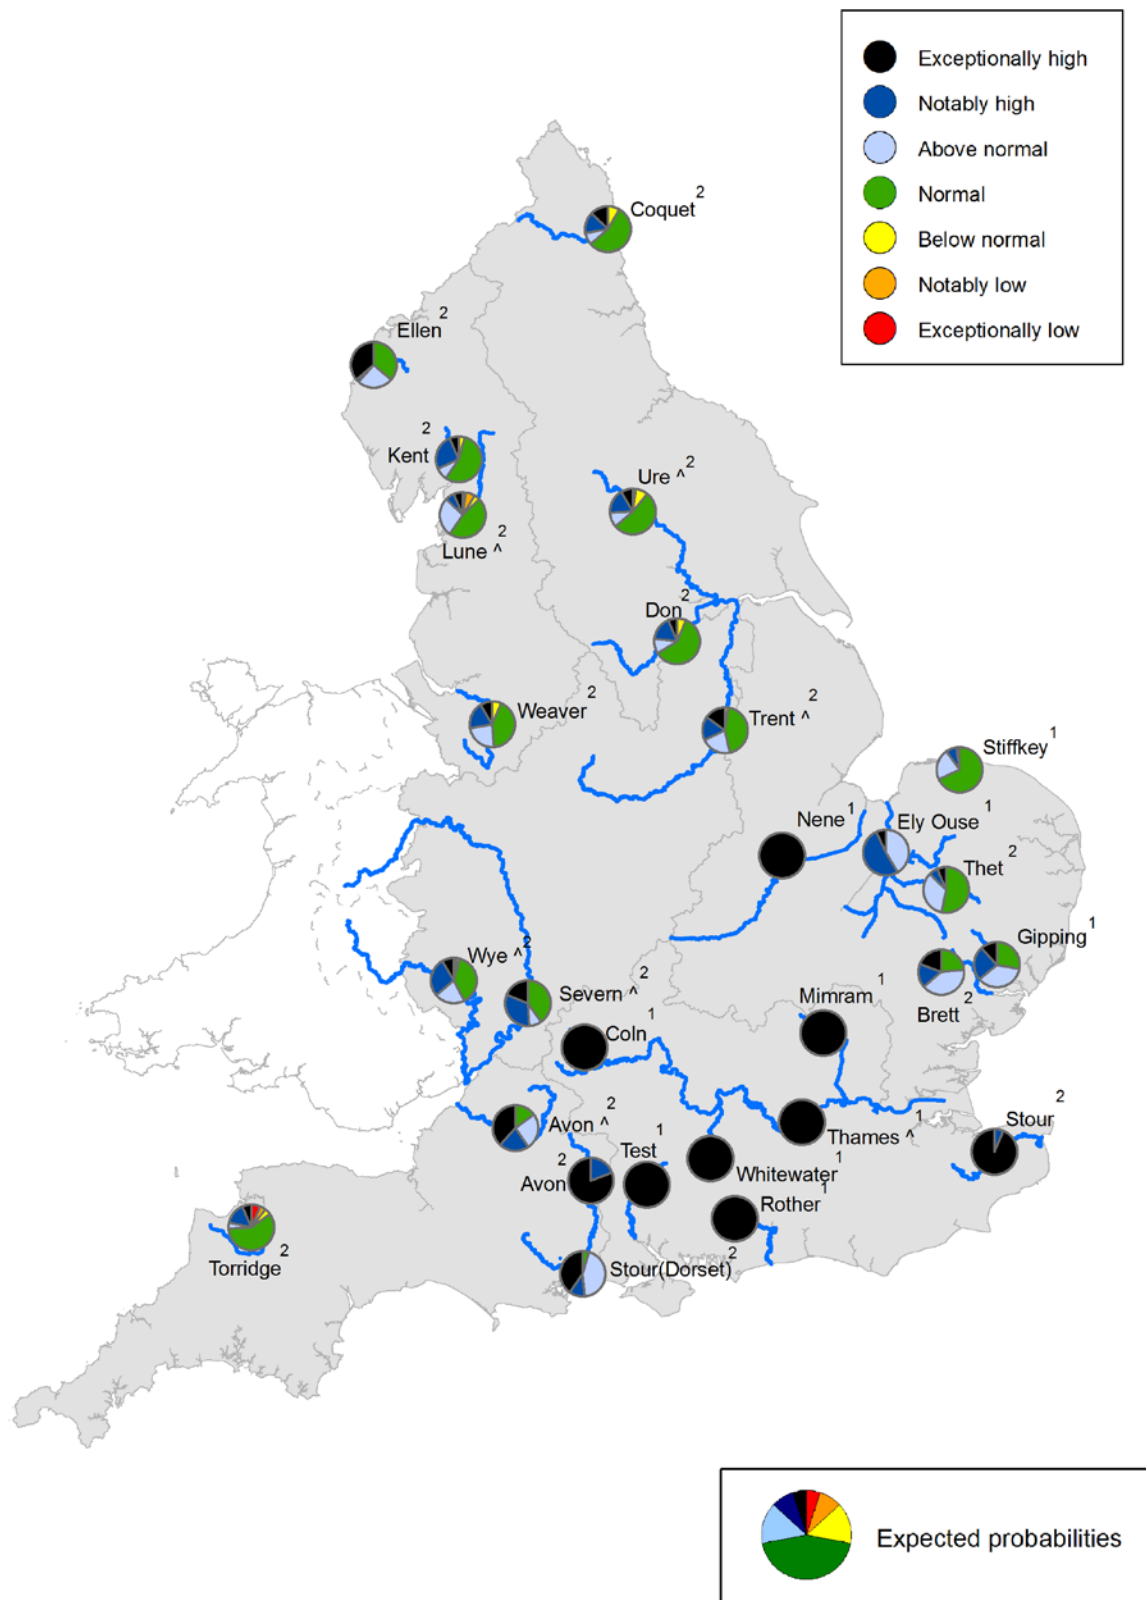 Exceptionally high
Notably high
Above normal
Normal
Below normal
Notably low
Exceptionally low
Coquet 2
Ellen 2
Kent 2
Lune ^ 2
Ure ^ 2
Don 2
Weaver 2
Trent ^ 2
Stiffkey 1
Nene 1
Ely Ouse 1
Thet 2
Gipping 1
Brett 2
Wye ^ 2
Severn ^ 2
Mimram 1
Coln 1
Avon ^ 2
Thames ^ 1
Stour 2
Test 1
Whitewater 1
Avon 2
Rother 1
Torridge 2
Stour(Dorset) 2
Expected probabilities